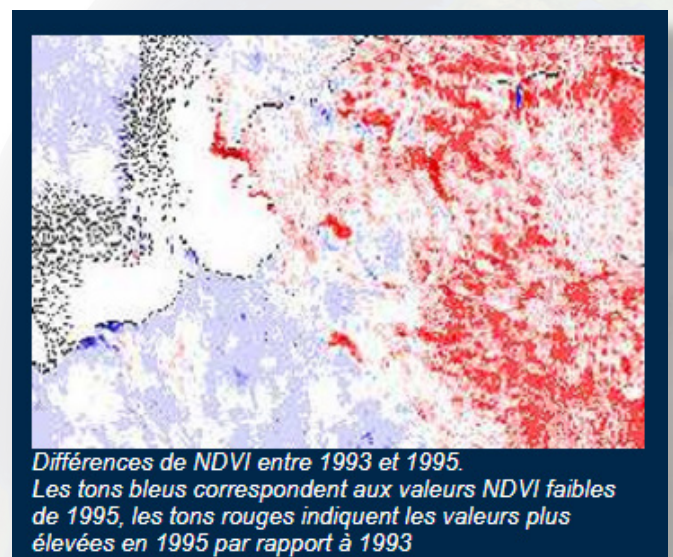 Différences de NDVI entre 1993 et 1995.
Les tons bleus correspondent aux valeurs NDVI faibles
de 1995, les tons rouges indiquent les valeurs plus
élevées en 1995 par rapport à 1993